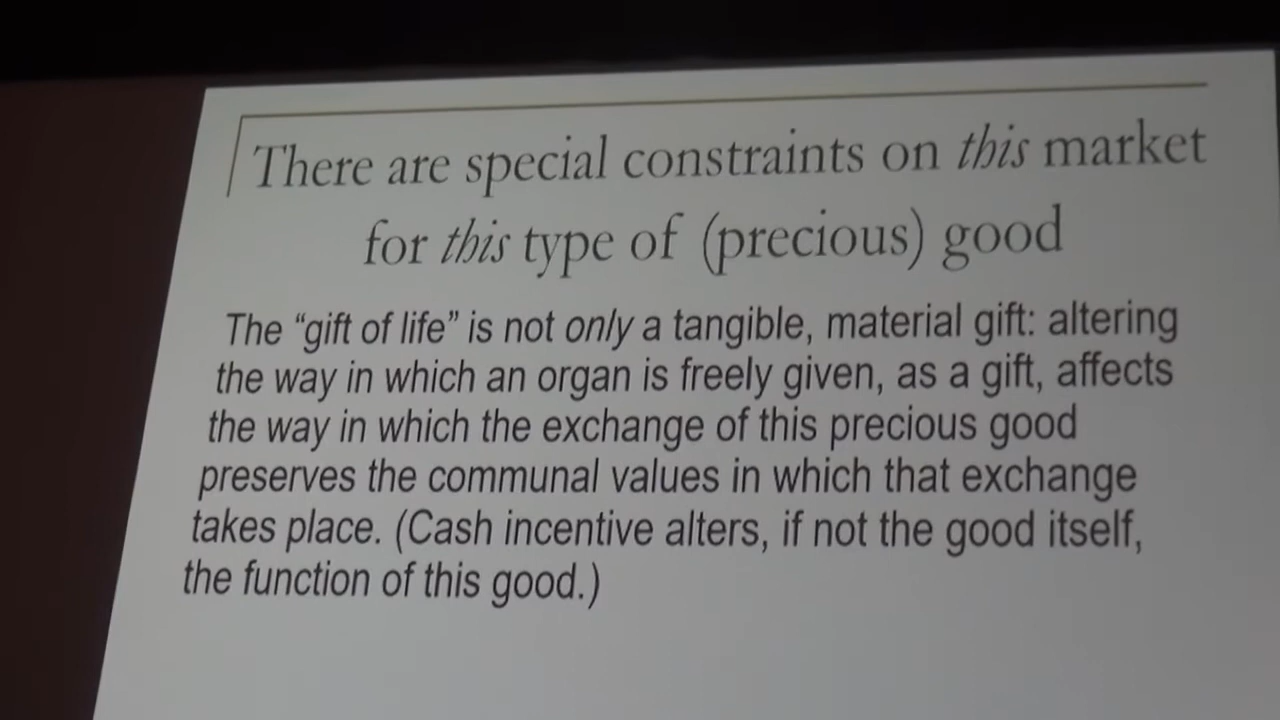 There are special constraints on this market
for this type of (precious) good
The “gift of life” is not only a tangible, material gift: altering
the way in which an organ is freely given, as a gift, affects
the way in which the exchange of this precious good
preserves the communal values in which that exchange
takes place. (Cash incentive alters, if not the good itself,
the function of this good.)